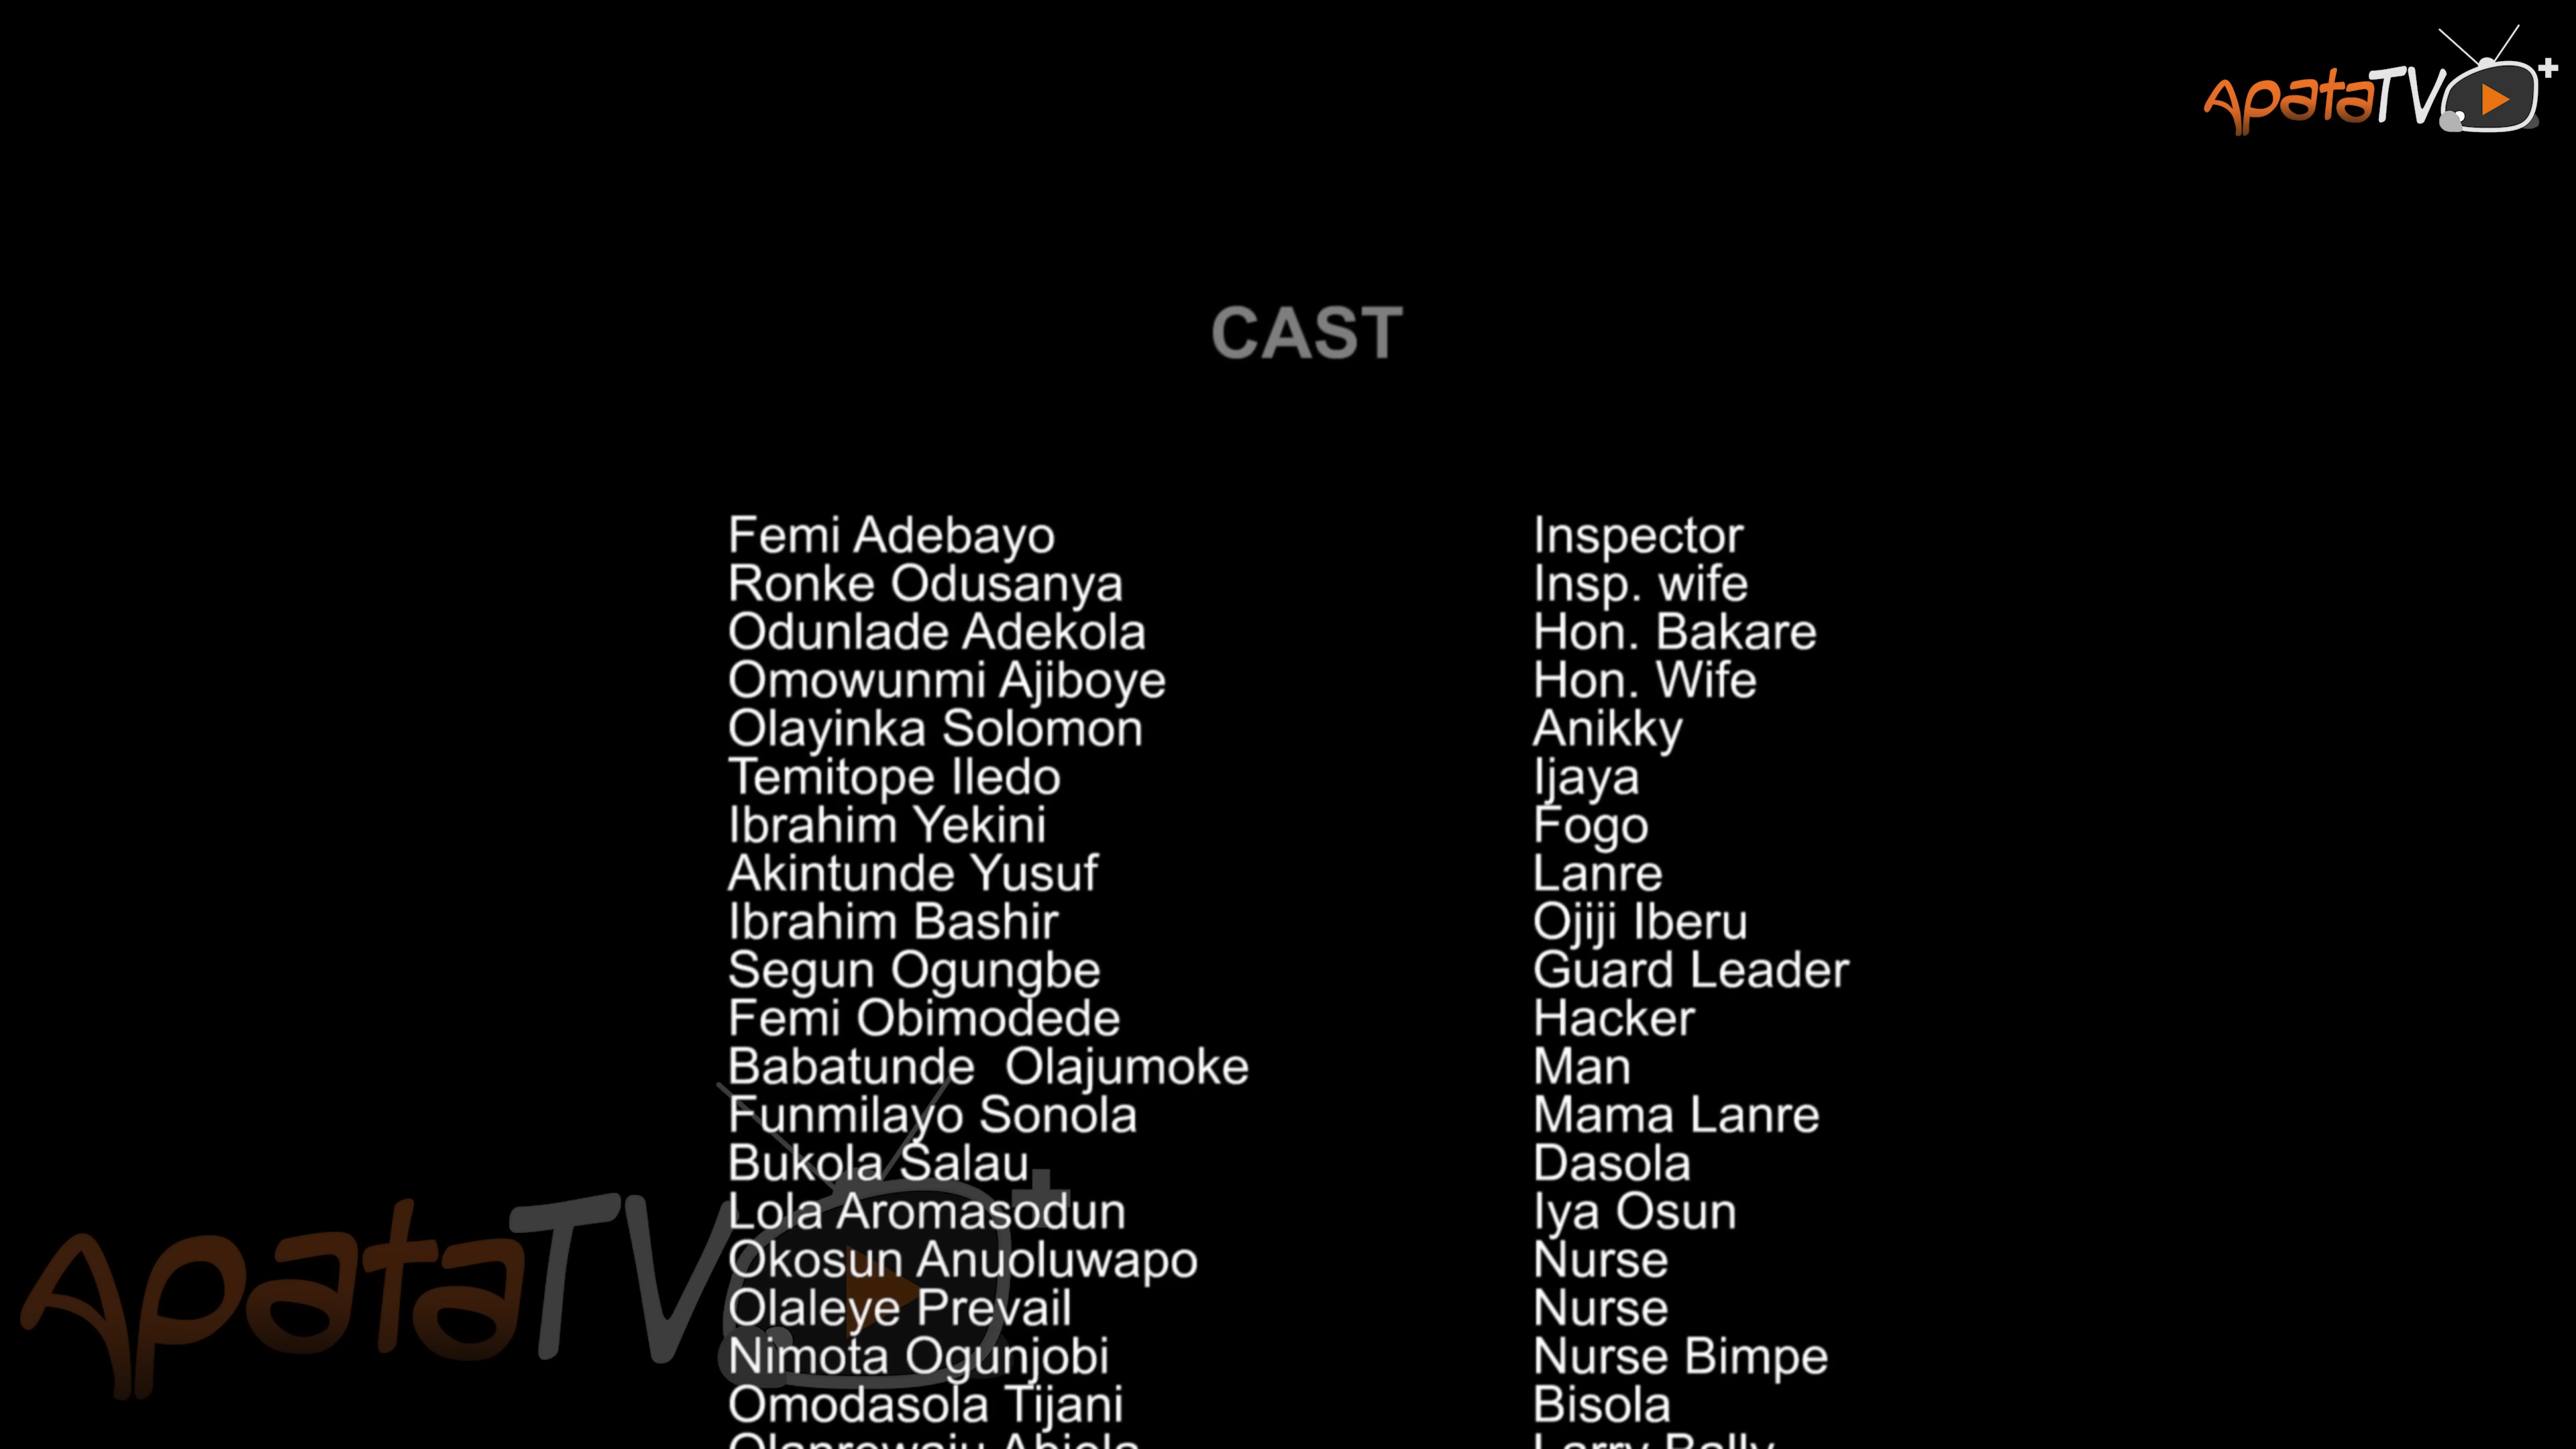 ApataTV+
CAST
Femi Adebayo Inspector
Ronke Odusanya Insp. wife
Odunlade Adekola Hon. Bakare
Omowunmi Ajiboye Hon. Wife
Olayinka Solomon Anikky
Temitope Iledo Ijaya
Ibrahim Yekini Fogo
Akintunde Yusuf Lanre
Ibrahim Bashir Ojiji Iberu
Segun Ogungbe Guard Leader
Femi Obimodede Hacker
Babatunde  Olajumoke Man
Funmilayo Sonola Mama Lanre
Bukola Salau Dasola
Lola Aromasodun Iya Osun
Okosun Anuoluwapo Nurse
Olaleye Prevail Nurse
Nimota Ogunjobi Nurse Bimpe
Omodasola Tijani Bisola
ApataTV+